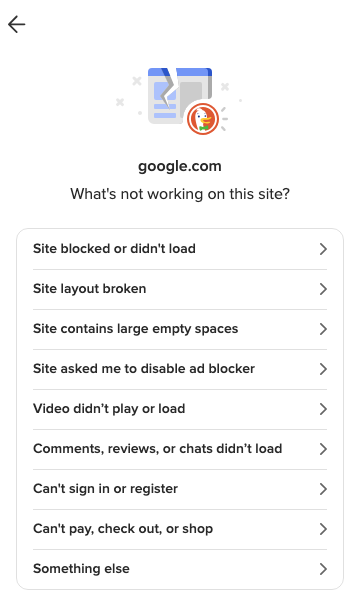 google.com
What's not working on this site?
Site blocked or didn't load
Site layout broken
Site contains large empty spaces
Site asked me to disable ad blocker
Video didn’t play or load
Comments, reviews, or chats didn’t load
Can't sign in or register
Can't pay, check out, or shop
Something else